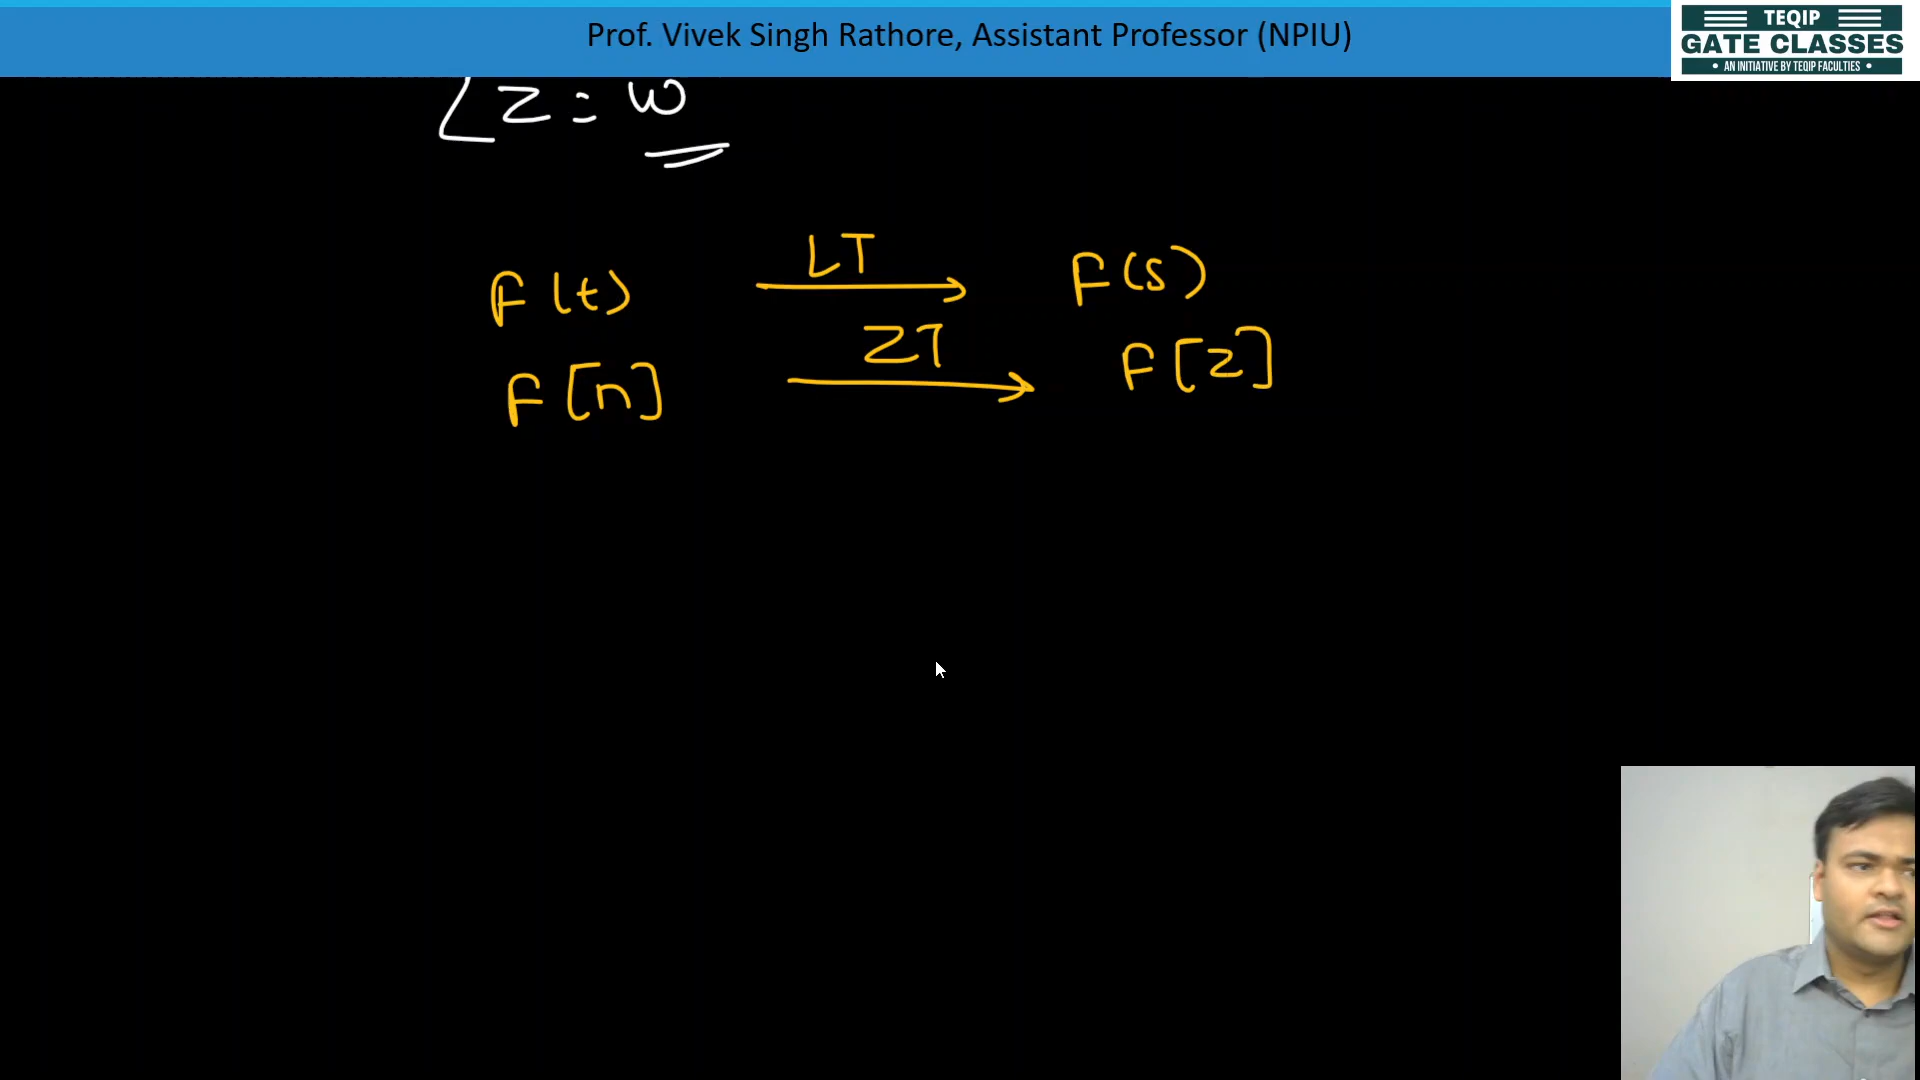 Prof. Vivek Singh Rathore, Assistant Professor (NPIU)
TEQIP
GATE CLASSES
• AN INITIATIVE BY TEQIP FACULTIES •
∠z = ω
F(t) LT F(s)
F[n] ZT F[z]